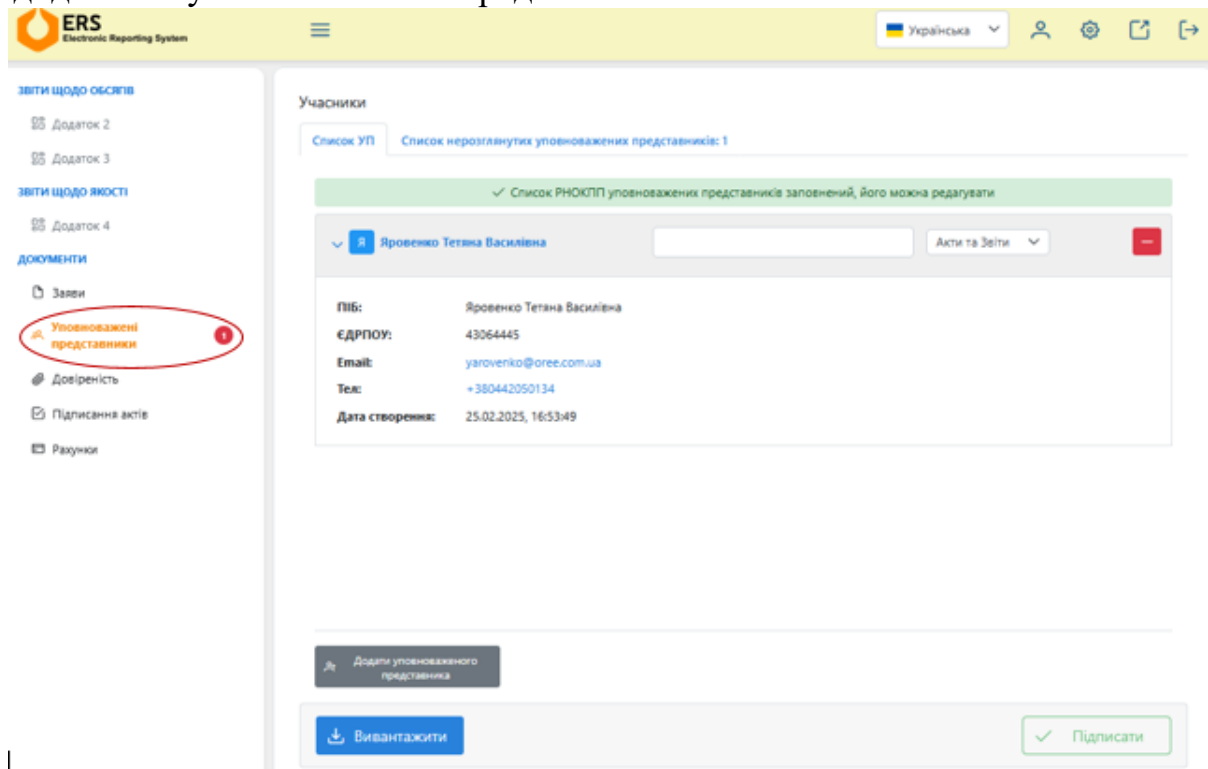 ERS
Electronic Reporting System
Українська
ЗВІТИ ЩОДО ОБСЯГІВ
Додаток 2
Додаток 3
ЗВІТИ ЩОДО ЯКОСТІ
Додаток 4
ДОКУМЕНТИ
Заяви
Уповноважені
представники
1
Довіреність
Підписання актів
Рахунки
Учасники
Список УП
Список нерозглянутих уповноважених представників: 1
Список РНОКПП уповноважених представників заповнений, його можна редагувати
Я Яровенко Тетяна Василівна
Акти та Звіти
ПІБ: Яровенко Тетяна Василівна
ЄДРПОУ: 43064445
Email: yarovenko@oree.com.ua
Тел: +380442050134
Дата створення: 25.02.2025, 16:53:49
Додати уповноваженого
представника
Вивантажити
Підписати